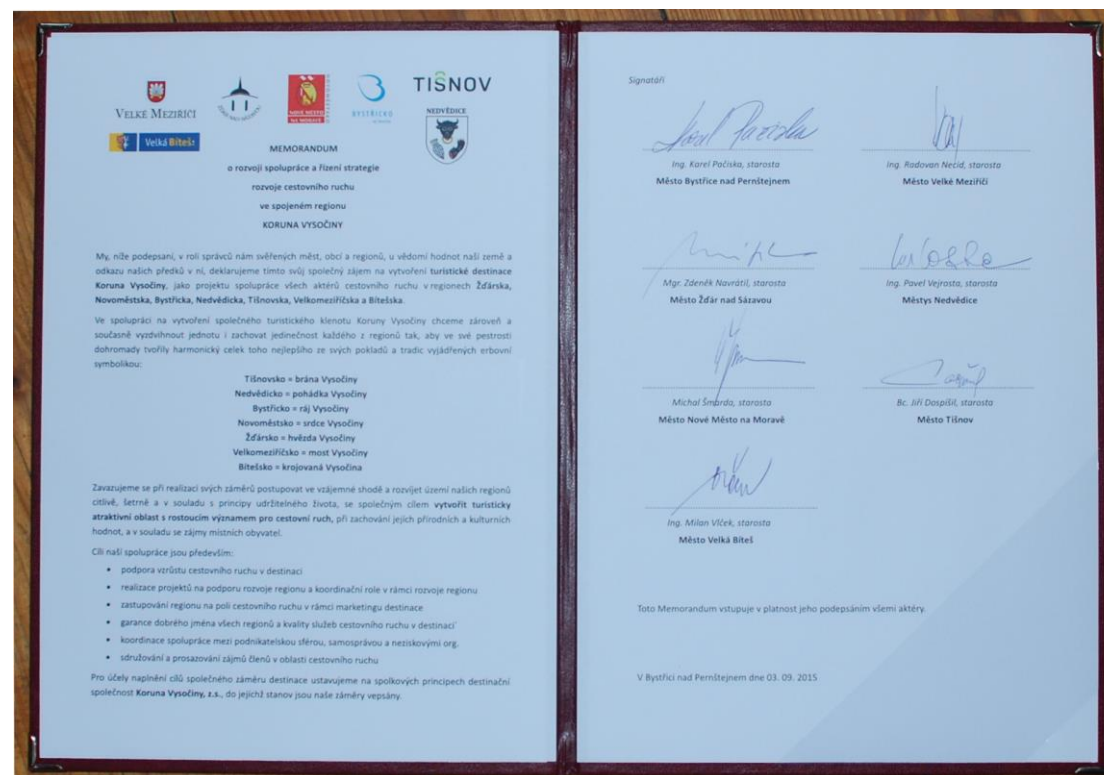 VELKÉ MEZIŘÍČÍ
NOVÉ MĚSTO
NA MORAVĚ
BYSTŘICKO
TIŠNOV
NEDVĚDICE
Velká Bíteš
MEMORANDUM
o rozvoji spolupráce a řízení strategie
rozvoje cestovního ruchu
ve spojeném regionu
KORUNA VYSOČINY
My, níže podepsaní, v roli správců nám svěřených měst, obcí a regionů, u vědomí hodnot naší země a
odkazu našich předků v ní, deklarujeme tímto svůj společný zájem na vytvoření turistické destinace
Koruna Vysočiny, jako projektu spolupráce všech aktérů cestovního ruchu v regionech Žďárska,
Novoměstska, Bystřicka, Nedvědicka, Tišnovska, Velkomeziříčska a Bítešska.
Ve spolupráci na vytvoření společného turistického klenotu Koruny Vysočiny chceme zároveň a
současně vyzdvihnout jednotu i zachovat jedinečnost každého z regionů tak, aby ve své pestrosti
dohromady tvořily harmonický celek toho nejlepšího ze svých pokladů a tradic vyjádřených erbovní
symbolikou:
Tišnovsko = brána Vysočiny
Nedvědicko = pohádka Vysočiny
Bystřicko = ráj Vysočiny
Novoměstsko = srdce Vysočiny
Žďársko = hvězda Vysočiny
Velkomeziříčsko = most Vysočiny
Bítešsko = krojovaná Vysočina
Zavazujeme se při realizaci svých záměrů postupovat ve vzájemné shodě a rozvíjet území našich regionů
citlivě, šetrně a v souladu s principy udržitelného života, se společným cílem vytvořit turisticky
atraktivní oblast s rostoucím významem pro cestovní ruch, při zachování jejich přírodních a kulturních
hodnot, a v souladu se zájmy místních obyvatel.
Cíli naší spolupráce jsou především:
• podpora vzrůstu cestovního ruchu v destinaci
• realizace projektů na podporu rozvoje regionu a koordinační role v rámci rozvoje regionu
• zastupování regionu na poli cestovního ruchu v rámci marketingu destinace
• garance dobrého jména všech regionů a kvality služeb cestovního ruchu v destinaci
• koordinace spolupráce mezi podnikatelskou sférou, samosprávou a neziskovými org.
• sdružování a prosazování zájmů členů v oblasti cestovního ruchu
Pro účely naplnění cílů společného záměru destinace ustavujeme na spolkových principech destinační
společnost Koruna Vysočiny, z.s., do jejichž stanov jsou naše záměry vepsány.
Signatáři
Ing. Karel Pačiska, starosta
Město Bystřice nad Pernštejnem
Ing. Radovan Necid, starosta
Město Velké Meziříčí
Mgr. Zdeněk Navrátil, starosta
Město Žďár nad Sázavou
Ing. Pavel Vejrosta, starosta
Městys Nedvědice
Michal Šmarda, starosta
Město Nové Město na Moravě
Bc. Jiří Dospíšil, starosta
Město Tišnov
Ing. Milan Vlček, starosta
Město Velká Bíteš
Toto Memorandum vstupuje v platnost jeho podepsáním všemi aktéry.
V Bystřici nad Pernštejnem dne 03. 09. 2015